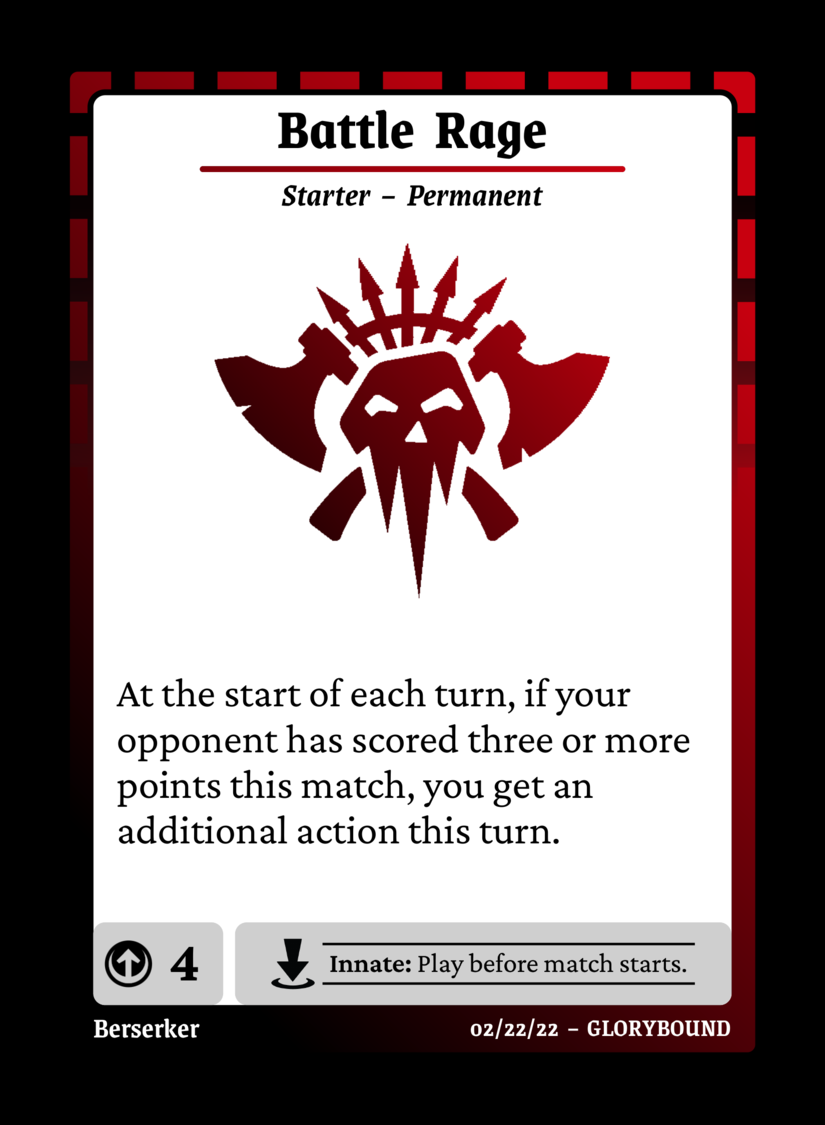 Battle Rage
Starter – Permanent
At the start of each turn, if your
opponent has scored three or more
points this match, you get an
additional action this turn.
4
Innate: Play before match starts.
Berserker
02/22/22 – GLORYBOUND